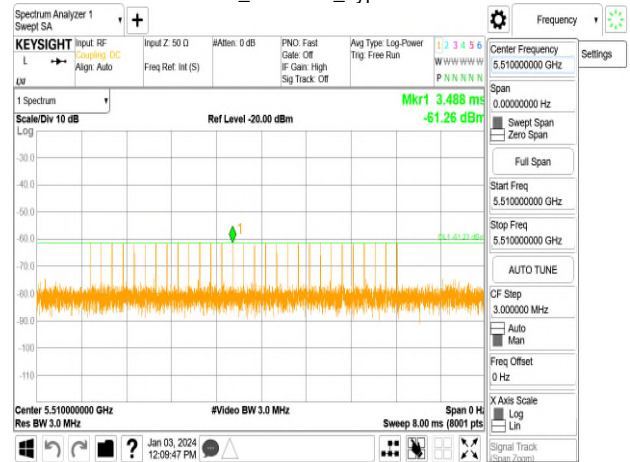 Spectrum Analyzer 1
Swept SA
Frequency
KEYSIGHT
L
Input: RF
Coupling: DC
Align: Auto
Input Z: 50 Ω
Freq Ref: Int (S)
#Atten: 0 dB
PNO: Fast
Gate: Off
IF Gain: High
Sig Track: Off
Avg Type: Log-Power
Trig: Free Run
1 2 3 4 5 6
W W W W W W
P N N N N N
Center Frequency
5.510000000 GHz
Settings
Span
0.00000000 Hz
Swept Span
Zero Span
Full Span
Start Freq
5.510000000 GHz
Stop Freq
5.510000000 GHz
AUTO TUNE
CF Step
3.000000 MHz
Auto
Man
Freq Offset
0 Hz
X Axis Scale
Log
Lin
Signal Track
(Span Zoom)
1 Spectrum
Scale/Div 10 dB
Log
Ref Level -20.00 dBm
Mkr1 3.488 ms
-61.26 dBm
-30.0
-40.0
-50.0
-60.0
-70.0
-80.0
-90.0
-100
-110
1
Center 5.510000000 GHz
Res BW 3.0 MHz
#Video BW 3.0 MHz
Span 0 Hz
Sweep 8.00 ms (8001 pts)
Jan 03, 2024
12:09:47 PM